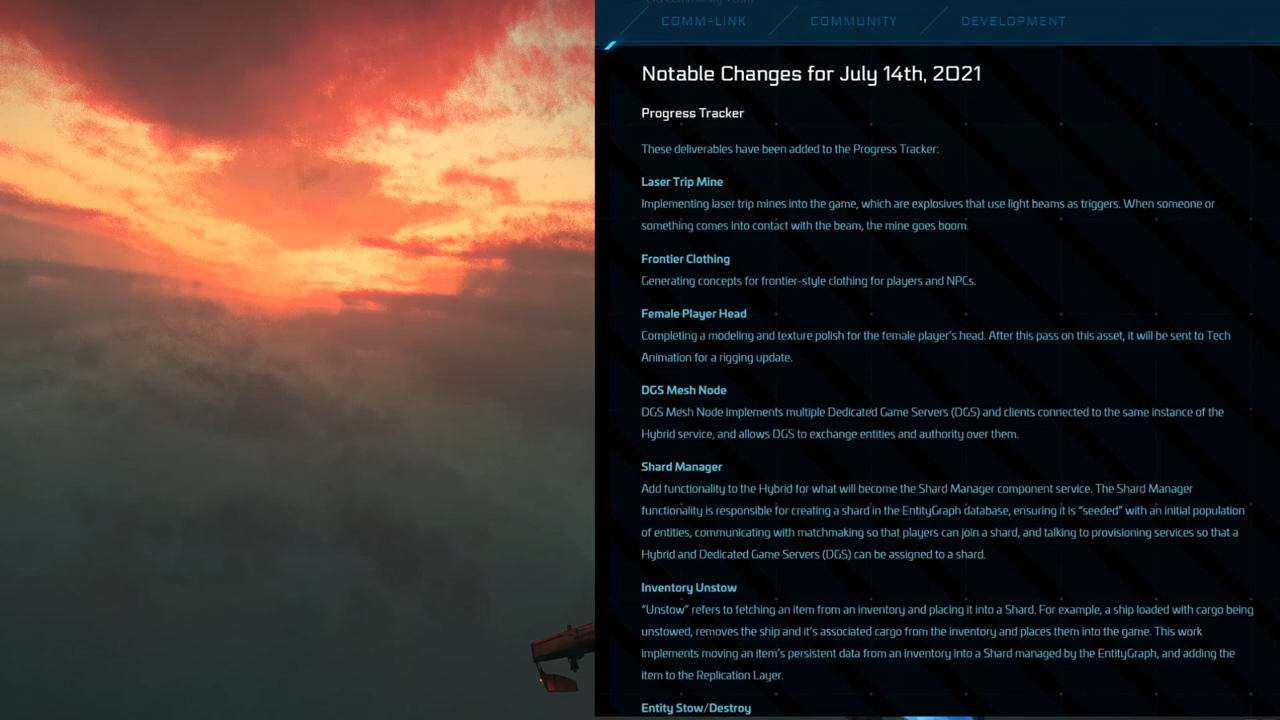 COMM-LINK COMMUNITY DEVELOPMENT
Notable Changes for July 14th, 2021
Progress Tracker
These deliverables have been added to the Progress Tracker:
Laser Trip Mine
Implementing laser trip mines into the game, which are explosives that use light beams as triggers. When someone or
something comes into contact with the beam, the mine goes boom.
Frontier Clothing
Generating concepts for frontier-style clothing for players and NPCs.
Female Player Head
Completing a modeling and texture polish for the female player's head. After this pass on this asset, it will be sent to Tech
Animation for a rigging update.
DGS Mesh Node
DGS Mesh Node implements multiple Dedicated Game Servers (DGS) and clients connected to the same instance of the
Hybrid service, and allows DGS to exchange entities and authority over them.
Shard Manager
Add functionality to the Hybrid for what will become the Shard Manager component service. The Shard Manager
functionality is responsible for creating a shard in the EntityGraph database, ensuring it is “seeded” with an initial population
of entities, communicating with matchmaking so that players can join a shard, and talking to provisioning services so that a
Hybrid and Dedicated Game Servers (DGS) can be assigned to a shard.
Inventory Unstow
“Unstow” refers to fetching an item from an inventory and placing it into a Shard. For example, a ship loaded with cargo being
unstowed, removes the ship and it's associated cargo from the inventory and places them into the game. This work
implements moving an item's persistent data from an inventory into a Shard managed by the EntityGraph, and adding the
item to the Replication Layer.
Entity Stow/Destroy